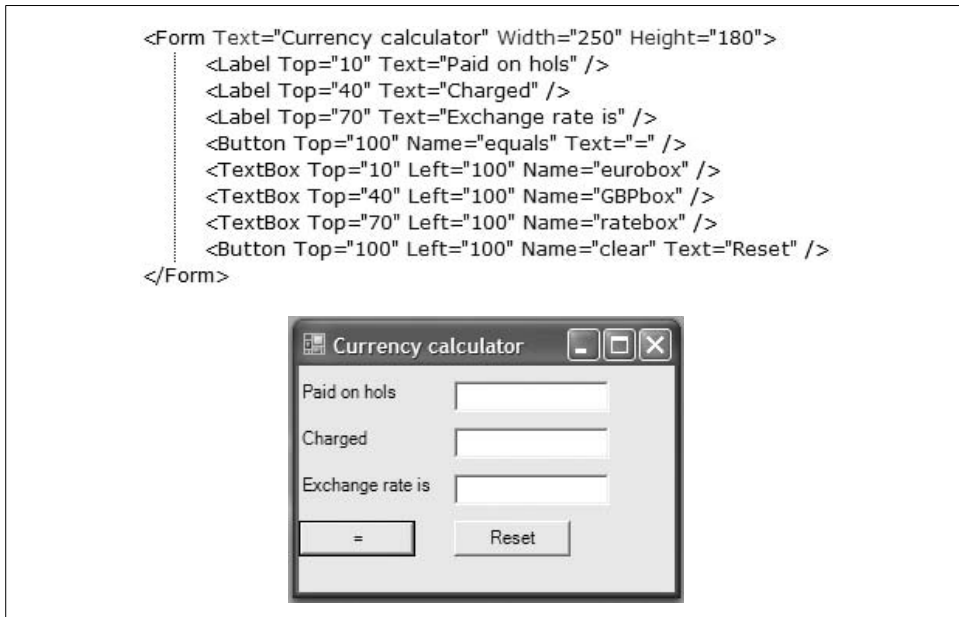 <Form Text="Currency calculator" Width="250" Height="180">
<Label Top="10" Text="Paid on hols" />
<Label Top="40" Text="Charged" />
<Label Top="70" Text="Exchange rate is" />
<Button Top="100" Name="equals" Text="=" />
<TextBox Top="10" Left="100" Name="eurobox" />
<TextBox Top="40" Left="100" Name="GBPbox" />
<TextBox Top="70" Left="100" Name="ratebox" />
<Button Top="100" Left="100" Name="clear" Text="Reset" />
</Form>
Currency calculator
Paid on hols
Charged
Exchange rate is
= Reset